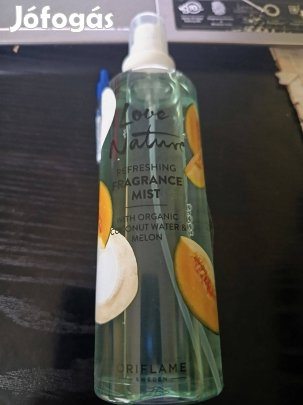 Jófogás
Love
Nature
REFRESHING
FRAGRANCE
MIST
WITH ORGANIC
COCONUT WATER &
MELON
ORIFLAME
SWEDEN